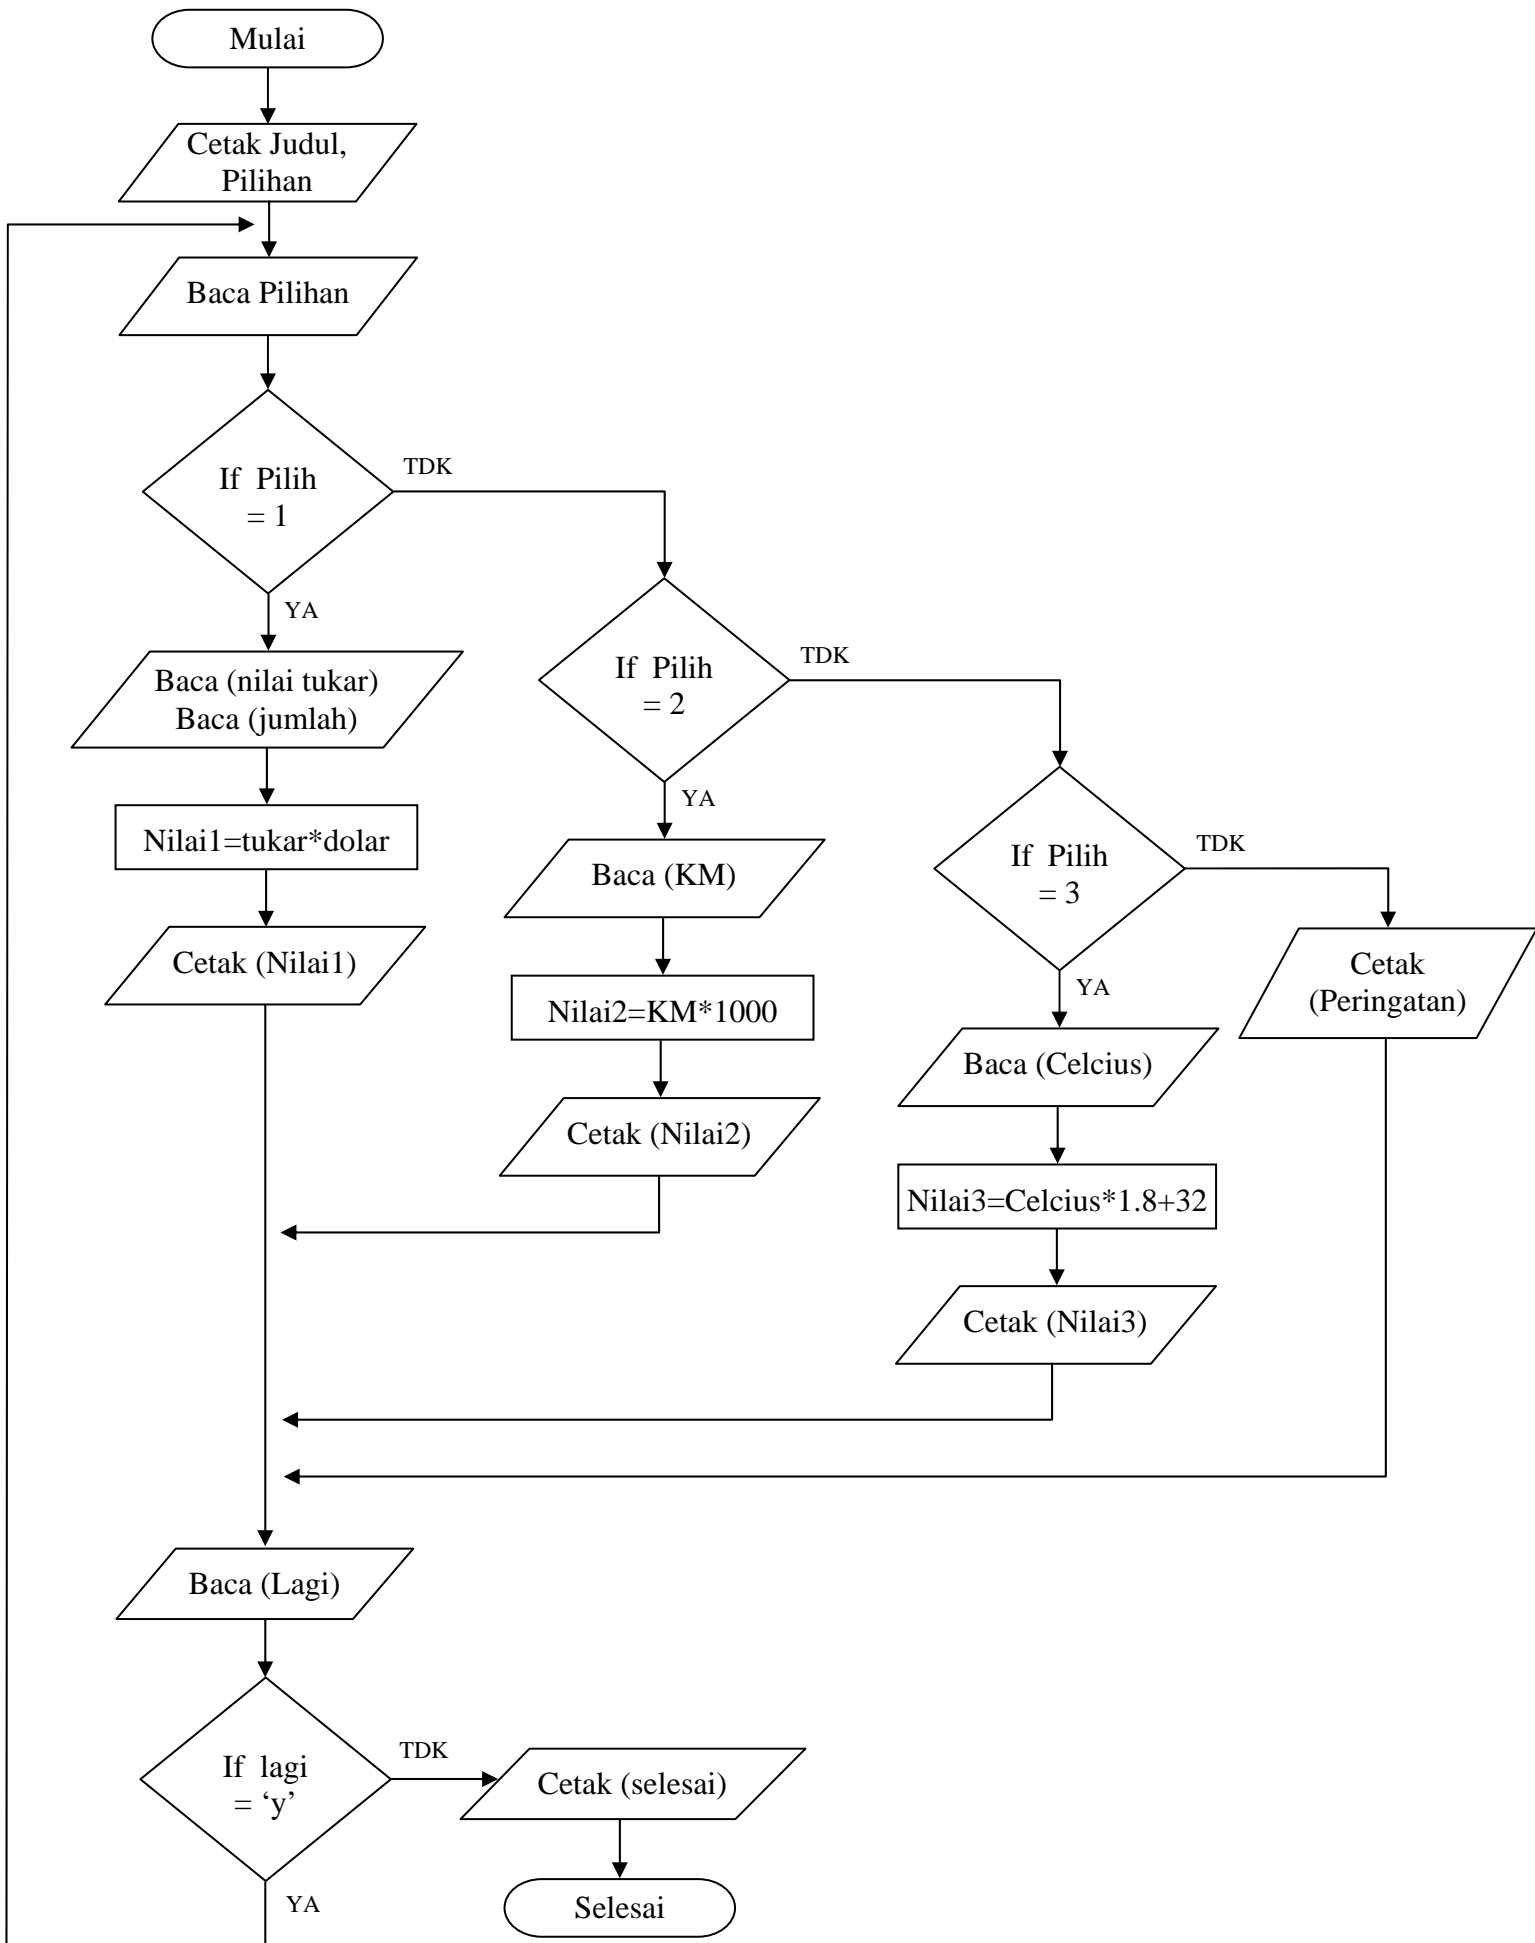 Mulai
Cetak Judul,
Pilihan
Baca Pilihan
If Pilih
= 1
TDK
YA
Baca (nilai tukar)
Baca (jumlah)
Nilai1=tukar*dolar
Cetak (Nilai1)
If Pilih
= 2
TDK
YA
Baca (KM)
Nilai2=KM*1000
Cetak (Nilai2)
If Pilih
= 3
TDK
YA
Baca (Celcius)
Nilai3=Celcius*1.8+32
Cetak (Nilai3)
Cetak
(Peringatan)
Baca (Lagi)
If lagi
= ‘y’
TDK
YA
Cetak (selesai)
Selesai